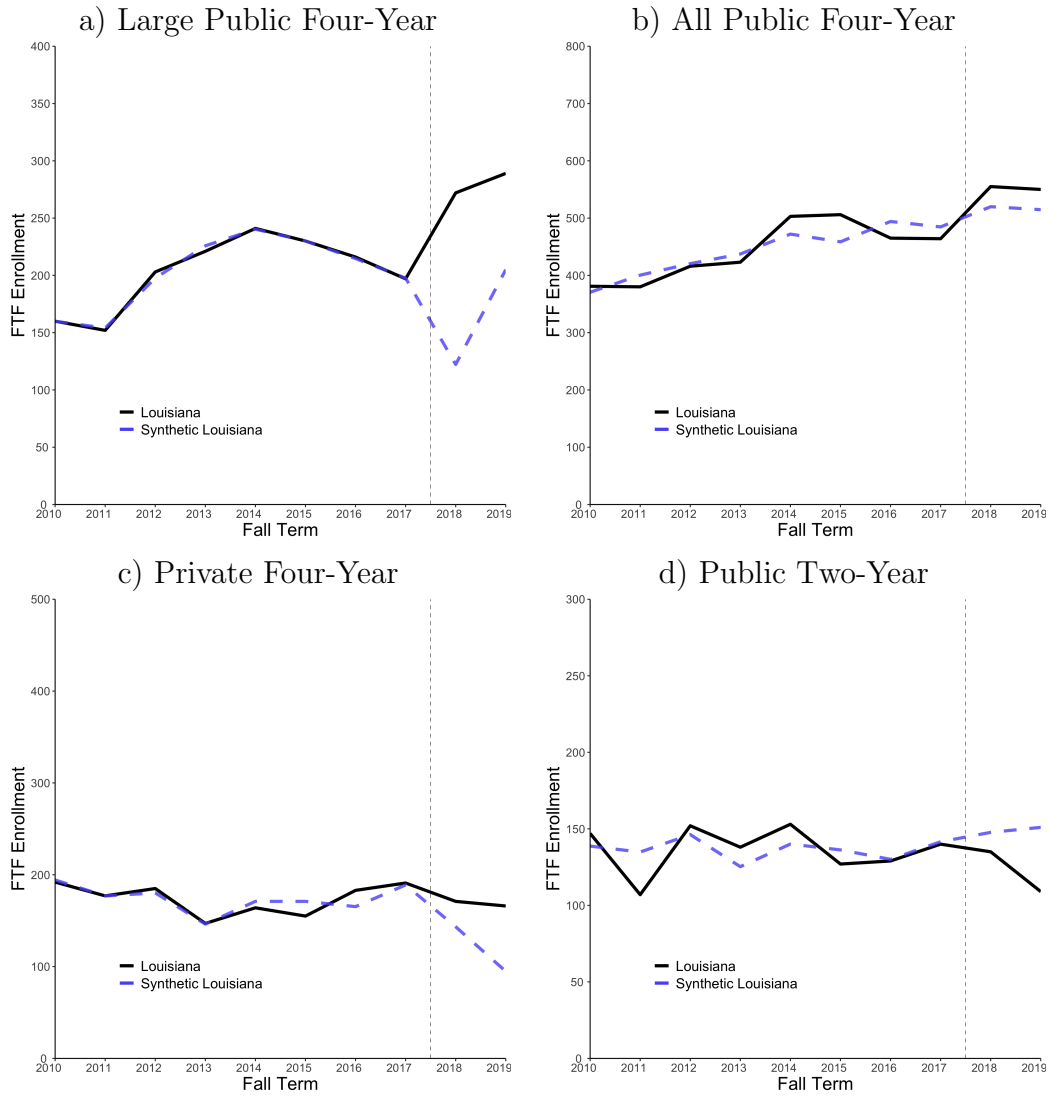 a) Large Public Four-Year
400
350
300
250
200
150
100
50
0
FTF Enrollment
Louisiana
Synthetic Louisiana
2010 2011 2012 2013 2014 2015 2016 2017 2018 2019
Fall Term
b) All Public Four-Year
800
700
600
500
400
300
200
100
0
FTF Enrollment
Louisiana
Synthetic Louisiana
2010 2011 2012 2013 2014 2015 2016 2017 2018 2019
Fall Term
c) Private Four-Year
500
400
300
200
100
0
FTF Enrollment
Louisiana
Synthetic Louisiana
2010 2011 2012 2013 2014 2015 2016 2017 2018 2019
Fall Term
d) Public Two-Year
300
250
200
150
100
50
0
FTF Enrollment
Louisiana
Synthetic Louisiana
2010 2011 2012 2013 2014 2015 2016 2017 2018 2019
Fall Term